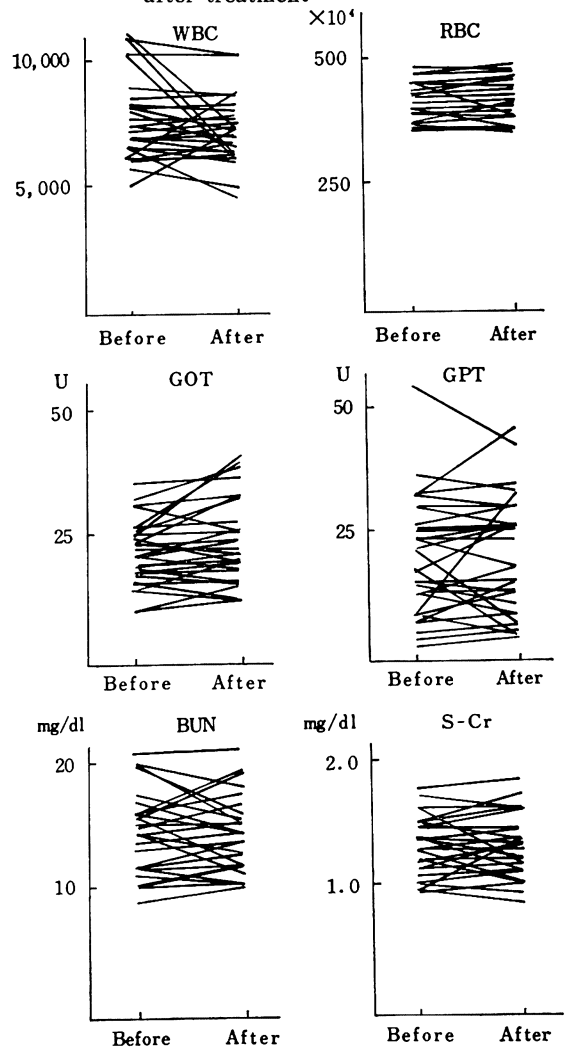 after treatment
WBC
10,000
5,000
Before After
×10⁴
RBC
500
250
Before After
U
GOT
50
25
Before After
U
GPT
50
25
Before After
mg/dl
BUN
20
10
Before After
mg/dl
S-Cr
2.0
1.0
Before After